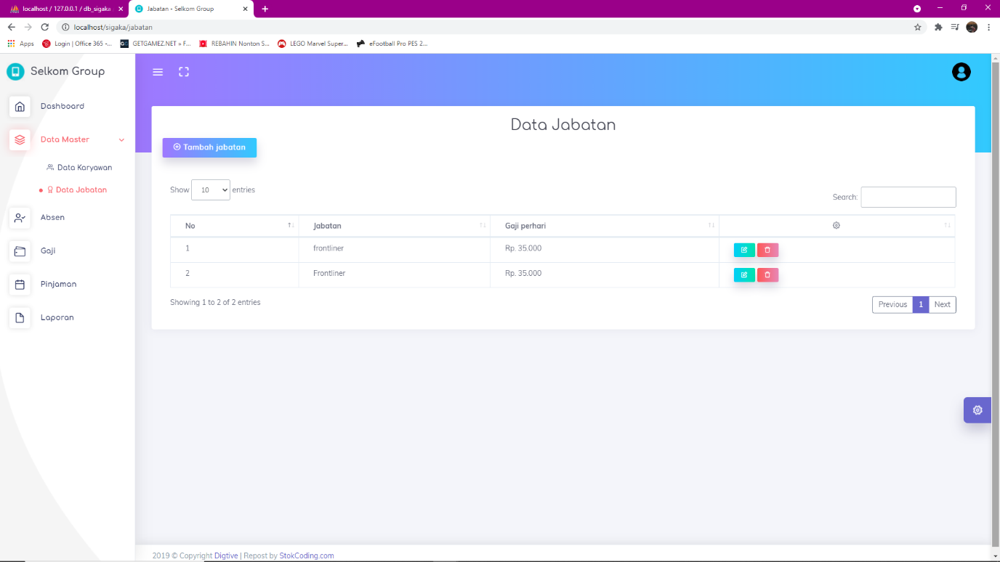 localhost / 127.0.0.1 / db_sigaka
Jabatan - Selkom Group
localhost/sigaka/jabatan
Apps
Login | Office 365 -...
GETGAMEZ.NET » F...
REBAHIN Nonton S...
LEGO Marvel Super...
eFootball Pro PES 2...
Selkom Group
Dashboard
Data Master
Data Karyawan
Data Jabatan
Absen
Gaji
Pinjaman
Laporan
Data Jabatan
Tambah jabatan
Show 10 entries
Search:
No Jabatan Gaji perhari
1 frontliner Rp. 35.000
2 Frontliner Rp. 35.000
Showing 1 to 2 of 2 entries
Previous 1 Next
2019 © Copyright Digtive | Repost by StokCoding.com